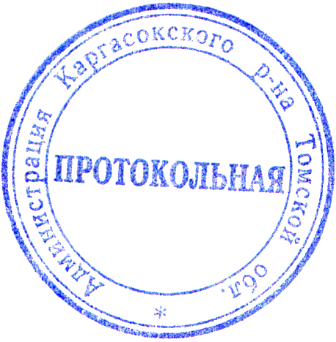 Администрация Каргасокского р-на Томской обл.
*
ПРОТОКОЛЬНАЯ